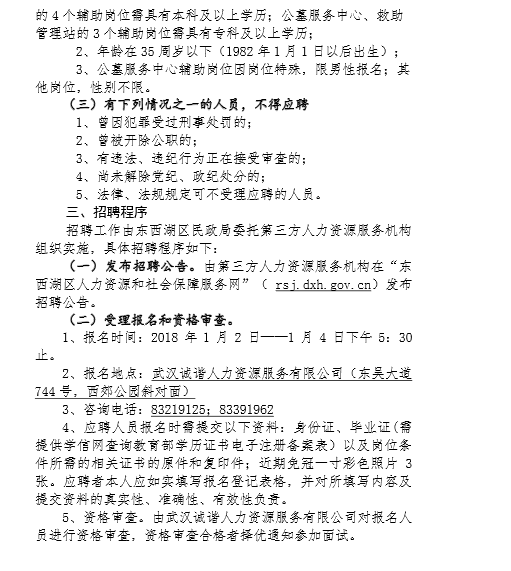 的4个辅助岗位需具有本科及以上学历；公墓服务中心、救助
管理站的3个辅助岗位需具有专科及以上学历；
2、年龄在35周岁以下（1982年1月1日以后出生）；
3、公墓服务中心辅助岗位因岗位特殊，限男性报名；其
他岗位，性别不限。
（三）有下列情况之一的人员，不得应聘
1、曾因犯罪受过刑事处罚的；
2、曾被开除公职的；
3、有违法、违纪行为正在接受审查的；
4、尚未解除党纪、政纪处分的；
5、法律、法规规定可不受理应聘的人员。
三、招聘程序
招聘工作由东西湖区民政局委托第三方人力资源服务机构
组织实施，具体招聘程序如下：
（一）发布招聘公告。由第三方人力资源服务机构在“东
西湖区人力资源和社会保障服务网”（ rsj.dxh.gov.cn）发布
招聘公告。
（二）受理报名和资格审查。
1、报名时间：2018 年 1 月 2 日——1 月 4 日下午 5：30
止。
2、报名地点：武汉诚谐人力资源服务有限公司（东吴大道
744号，西郊公园斜对面）
3、咨询电话：83219125；83391962
4、应聘人员报名时需提交以下资料：身份证、毕业证(需
提供学信网查询教育部学历证书电子注册备案表）以及岗位条
件所需的相关证书的原件和复印件；近期免冠一寸彩色照片 3
张。应聘者本人应如实填写报名登记表格，并对所填写内容及
提交资料的真实性、准确性、有效性负责。
5、资格审查。由武汉诚谐人力资源服务有限公司对报名人
员进行资格审查，资格审查合格者择优通知参加面试。